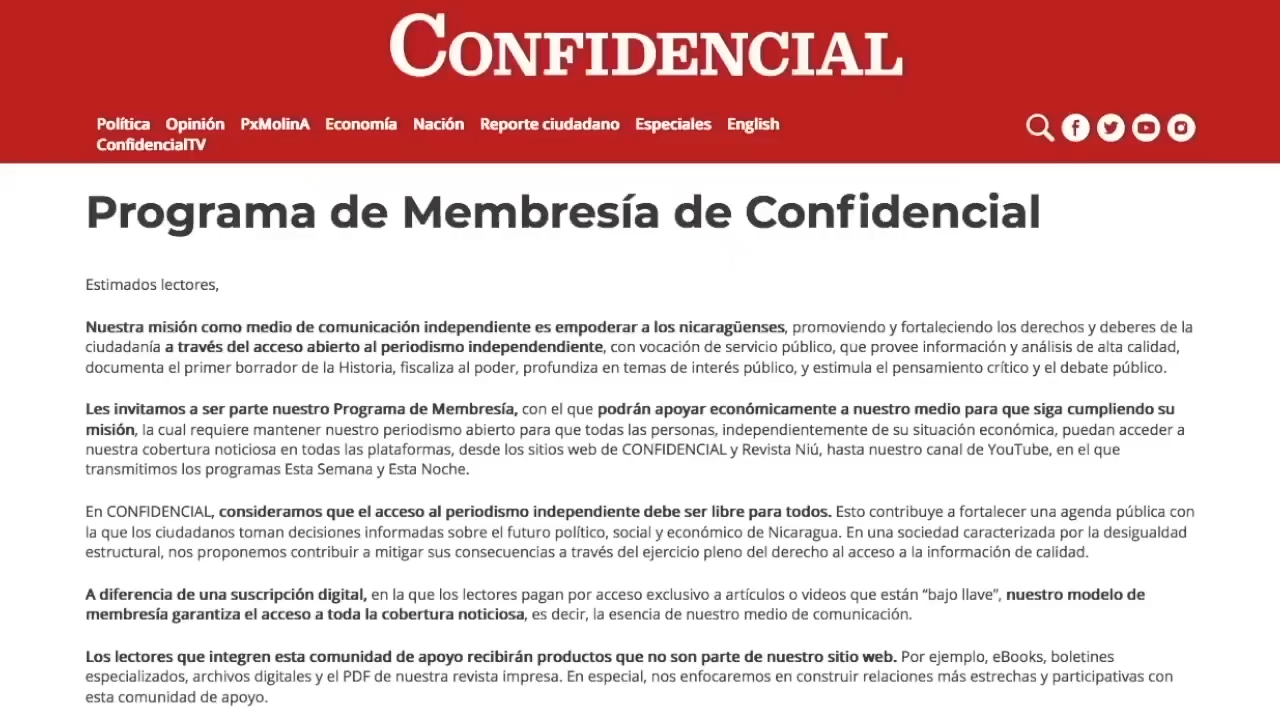 CONFIDENCIAL
Política Opinión PxMolinA Economía Nación Reporte ciudadano Especiales English
ConfidencialTV
Programa de Membresía de Confidencial
Estimados lectores,
Nuestra misión como medio de comunicación independiente es empoderar a los nicaragüenses, promoviendo y fortaleciendo los derechos y deberes de la
ciudadanía a través del acceso abierto al periodismo independendiente, con vocación de servicio público, que provee información y análisis de alta calidad,
documenta el primer borrador de la Historia, fiscaliza al poder, profundiza en temas de interés público, y estimula el pensamiento crítico y el debate público.
Les invitamos a ser parte nuestro Programa de Membresía, con el que podrán apoyar económicamente a nuestro medio para que siga cumpliendo su
misión, la cual requiere mantener nuestro periodismo abierto para que todas las personas, independientemente de su situación económica, puedan acceder a
nuestra cobertura noticiosa en todas las plataformas, desde los sitios web de CONFIDENCIAL y Revista Niú, hasta nuestro canal de YouTube, en el que
transmitimos los programas Esta Semana y Esta Noche.
En CONFIDENCIAL, consideramos que el acceso al periodismo independiente debe ser libre para todos. Esto contribuye a fortalecer una agenda pública con
la que los ciudadanos toman decisiones informadas sobre el futuro político, social y económico de Nicaragua. En una sociedad caracterizada por la desigualdad
estructural, nos proponemos contribuir a mitigar sus consecuencias a través del ejercicio pleno del derecho al acceso a la información de calidad.
A diferencia de una suscripción digital, en la que los lectores pagan por acceso exclusivo a artículos o videos que están “bajo llave”, nuestro modelo de
membresía garantiza el acceso a toda la cobertura noticiosa, es decir, la esencia de nuestro medio de comunicación.
Los lectores que integren esta comunidad de apoyo recibirán productos que no son parte de nuestro sitio web. Por ejemplo, eBooks, boletines
especializados, archivos digitales y el PDF de nuestra revista impresa. En especial, nos enfocaremos en construir relaciones más estrechas y participativas con
esta comunidad de apoyo.